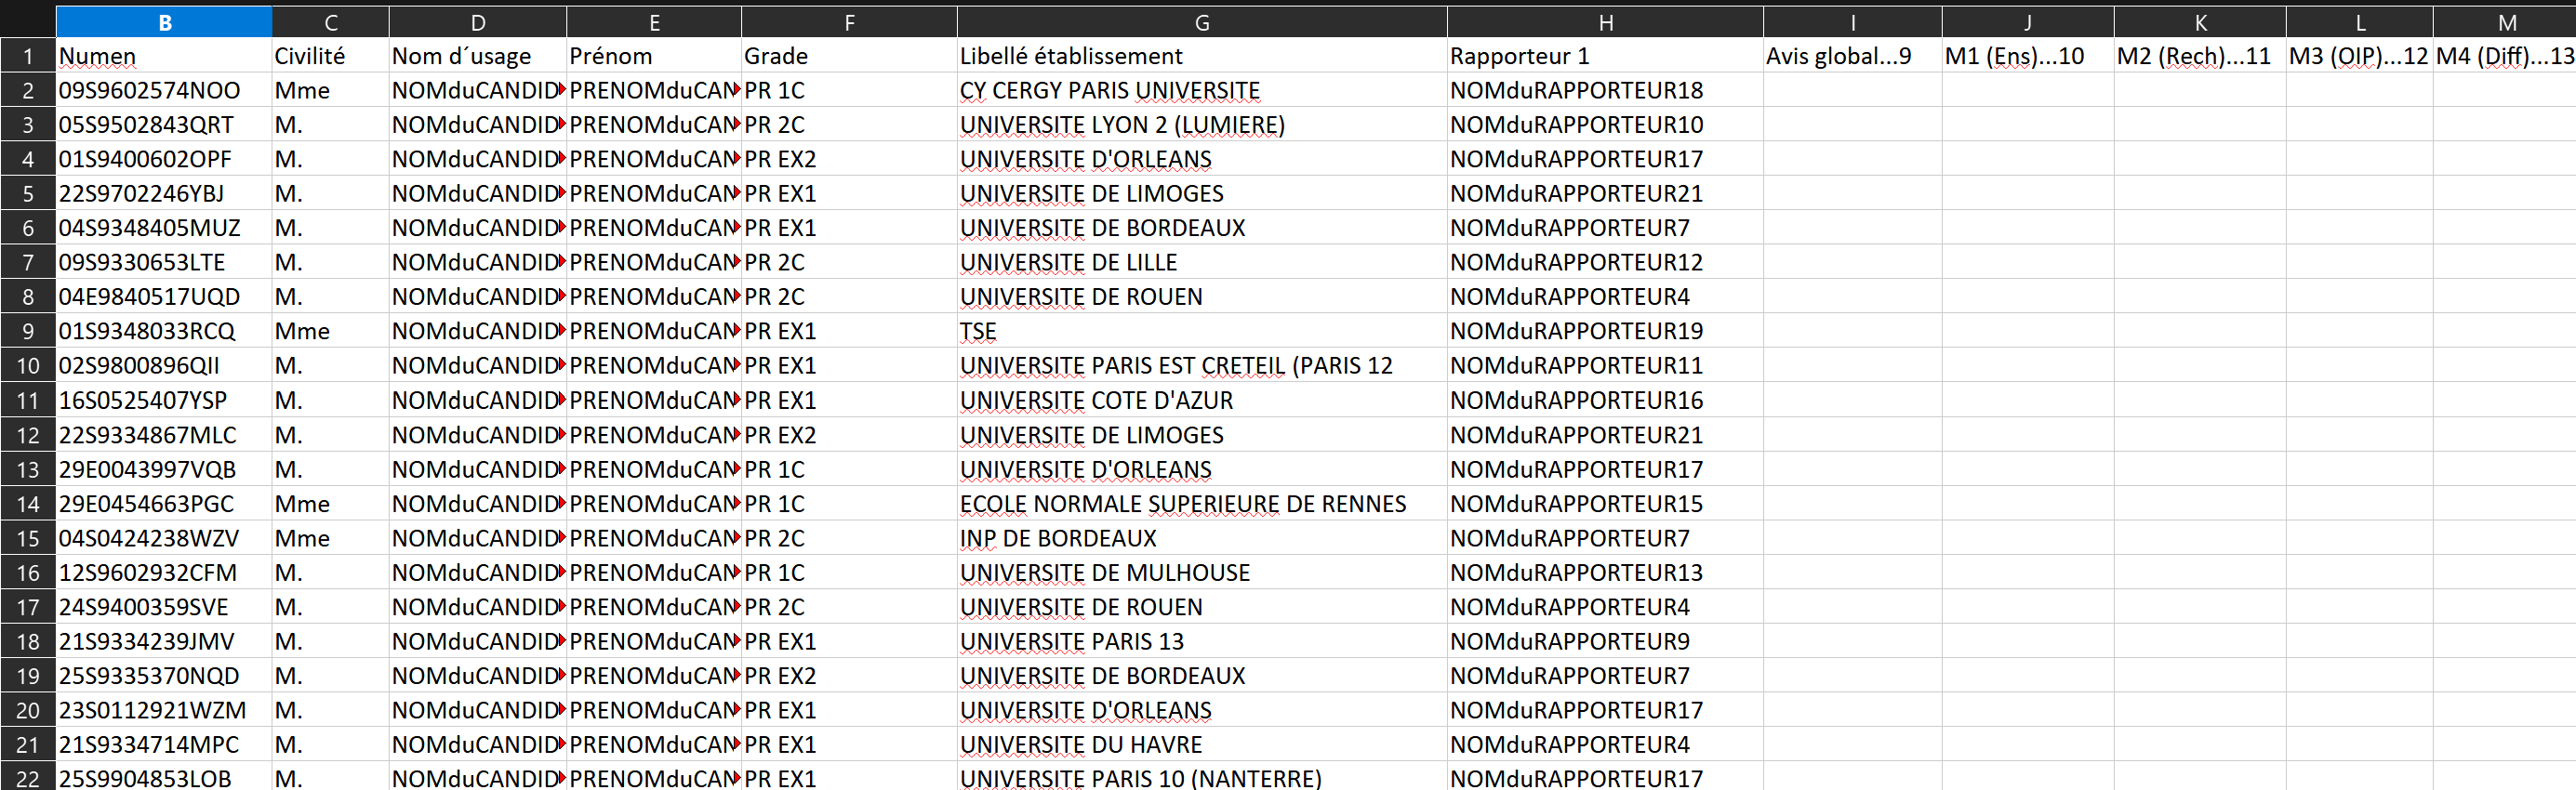 B C D E F G H I J K L M
1 Numen Civilité Nom d´usage Prénom Grade Libellé établissement Rapporteur 1 Avis global...9 M1 (Ens)...10 M2 (Rech)...11 M3 (OIP)...12 M4 (Diff)...13
2 09S9602574NOO Mme NOMduCANDID PRENOMduCAN PR 1C CY CERGY PARIS UNIVERSITE NOMduRAPPORTEUR18
3 05S9502843QRT M. NOMduCANDID PRENOMduCAN PR 2C UNIVERSITE LYON 2 (LUMIERE) NOMduRAPPORTEUR10
4 01S9400602OPF M. NOMduCANDID PRENOMduCAN PR EX2 UNIVERSITE D'ORLEANS NOMduRAPPORTEUR17
5 22S9702246YBJ M. NOMduCANDID PRENOMduCAN PR EX1 UNIVERSITE DE LIMOGES NOMduRAPPORTEUR21
6 04S9348405MUZ M. NOMduCANDID PRENOMduCAN PR EX1 UNIVERSITE DE BORDEAUX NOMduRAPPORTEUR7
7 09S9330653LTE M. NOMduCANDID PRENOMduCAN PR 2C UNIVERSITE DE LILLE NOMduRAPPORTEUR12
8 04E9840517UQD M. NOMduCANDID PRENOMduCAN PR 2C UNIVERSITE DE ROUEN NOMduRAPPORTEUR4
9 01S9348033RCQ Mme NOMduCANDID PRENOMduCAN PR EX1 TSE NOMduRAPPORTEUR19
10 02S9800896QII M. NOMduCANDID PRENOMduCAN PR EX1 UNIVERSITE PARIS EST CRETEIL (PARIS 12 NOMduRAPPORTEUR11
11 16S0525407YSP M. NOMduCANDID PRENOMduCAN PR EX1 UNIVERSITE COTE D'AZUR NOMduRAPPORTEUR16
12 22S9334867MLC M. NOMduCANDID PRENOMduCAN PR EX2 UNIVERSITE DE LIMOGES NOMduRAPPORTEUR21
13 29E0043997VQB M. NOMduCANDID PRENOMduCAN PR 1C UNIVERSITE D'ORLEANS NOMduRAPPORTEUR17
14 29E0454663PGC Mme NOMduCANDID PRENOMduCAN PR 1C ECOLE NORMALE SUPERIEURE DE RENNES NOMduRAPPORTEUR15
15 04S0424238WZV Mme NOMduCANDID PRENOMduCAN PR 2C INP DE BORDEAUX NOMduRAPPORTEUR7
16 12S9602932CFM M. NOMduCANDID PRENOMduCAN PR 1C UNIVERSITE DE MULHOUSE NOMduRAPPORTEUR13
17 24S9400359SVE M. NOMduCANDID PRENOMduCAN PR 2C UNIVERSITE DE ROUEN NOMduRAPPORTEUR4
18 21S9334239JMV M. NOMduCANDID PRENOMduCAN PR EX1 UNIVERSITE PARIS 13 NOMduRAPPORTEUR9
19 25S9335370NQD M. NOMduCANDID PRENOMduCAN PR EX2 UNIVERSITE DE BORDEAUX NOMduRAPPORTEUR7
20 23S0112921WZM M. NOMduCANDID PRENOMduCAN PR EX1 UNIVERSITE D'ORLEANS NOMduRAPPORTEUR17
21 21S9334714MPC M. NOMduCANDID PRENOMduCAN PR EX1 UNIVERSITE DU HAVRE NOMduRAPPORTEUR4
22 25S9904853LOB M. NOMduCANDID PRENOMduCAN PR EX1 UNIVERSITE PARIS 10 (NANTERRE) NOMduRAPPORTEUR17